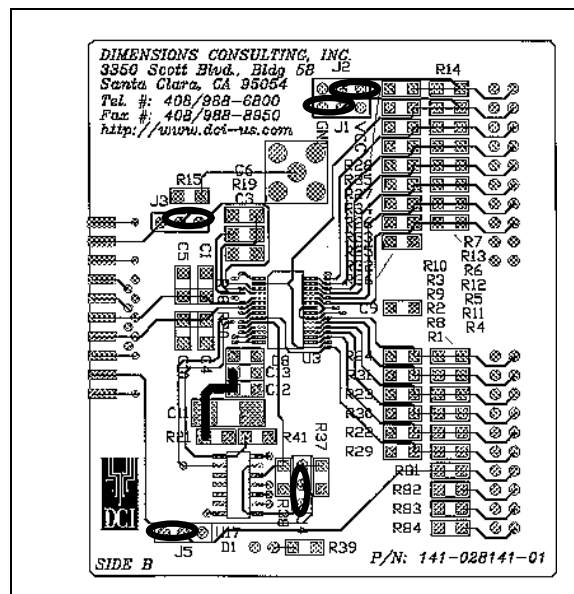 DIMENSIONS CONSULTING, INC.
3350 Scott Blvd., Bldg 58
Santa Clara, CA 95054
Tel. #: 408/988-6800
Fax #: 408/988-8950
http://www.dci-us.com
J2
R14
J1
GND
VCC
R15
C6
R19
J3
C3
C5
C1
R7
R13
R10
R6
R3
R12
R9
R5
C9
R2
R11
R8
R4
R1
U3
R24
C4
C13
R31
C12
R23
C11
R30
R21
R41
R37
R22
R29
R81
R82
R38
R83
U17
D1
R39
R84
DCI
J5
SIDE B
P/N: 141-028141-01